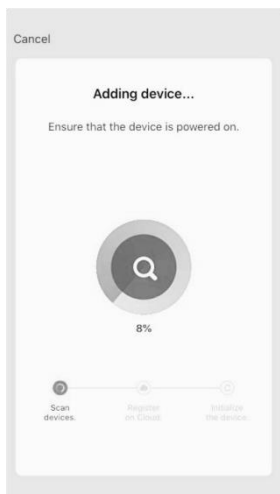 Cancel
Adding device...
Ensure that the device is powered on.
8%
Scan
devices.
Register
on Cloud.
Initialize
the device.